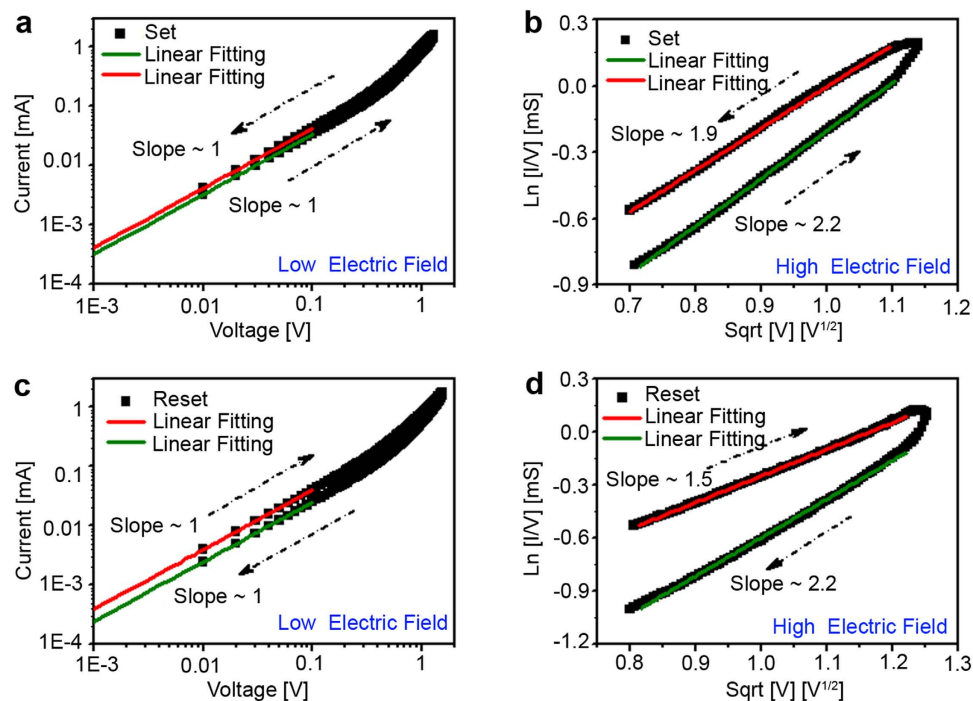 a
Current [mA]
1
0.1
0.01
1E-3
1E-4
Set
Linear Fitting
Linear Fitting
Slope ~ 1
Slope ~ 1
Low Electric Field
1E-3
0.01
0.1
1
Voltage [V]
b
Ln [I/V] [mS]
0.3
0.0
-0.3
-0.6
-0.9
Set
Linear Fitting
Linear Fitting
Slope ~ 1.9
Slope ~ 2.2
High Electric Field
0.7
0.8
0.9
1.0
1.1
1.2
Sqrt [V] [V^1/2]
c
Current [mA]
1
0.1
0.01
1E-3
1E-4
Reset
Linear Fitting
Linear Fitting
Slope ~ 1
Slope ~ 1
Low Electric Field
1E-3
0.01
0.1
1
Voltage [V]
d
Ln [I/V] [mS]
0.3
0.0
-0.3
-0.6
-0.9
-1.2
Reset
Linear Fitting
Linear Fitting
Slope ~ 1.5
Slope ~ 2.2
High Electric Field
0.8
0.9
1.0
1.1
1.2
1.3
Sqrt [V] [V^1/2]